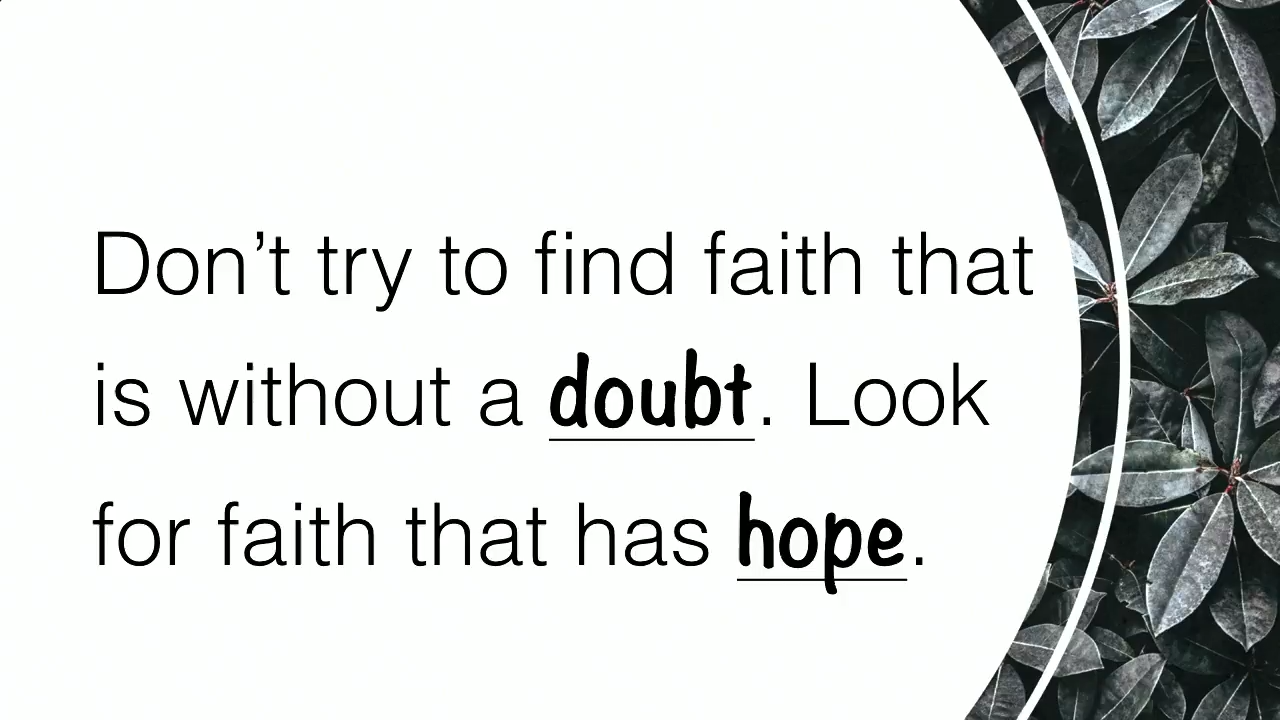 Don’t try to find faith that
is without a doubt. Look
for faith that has hope.